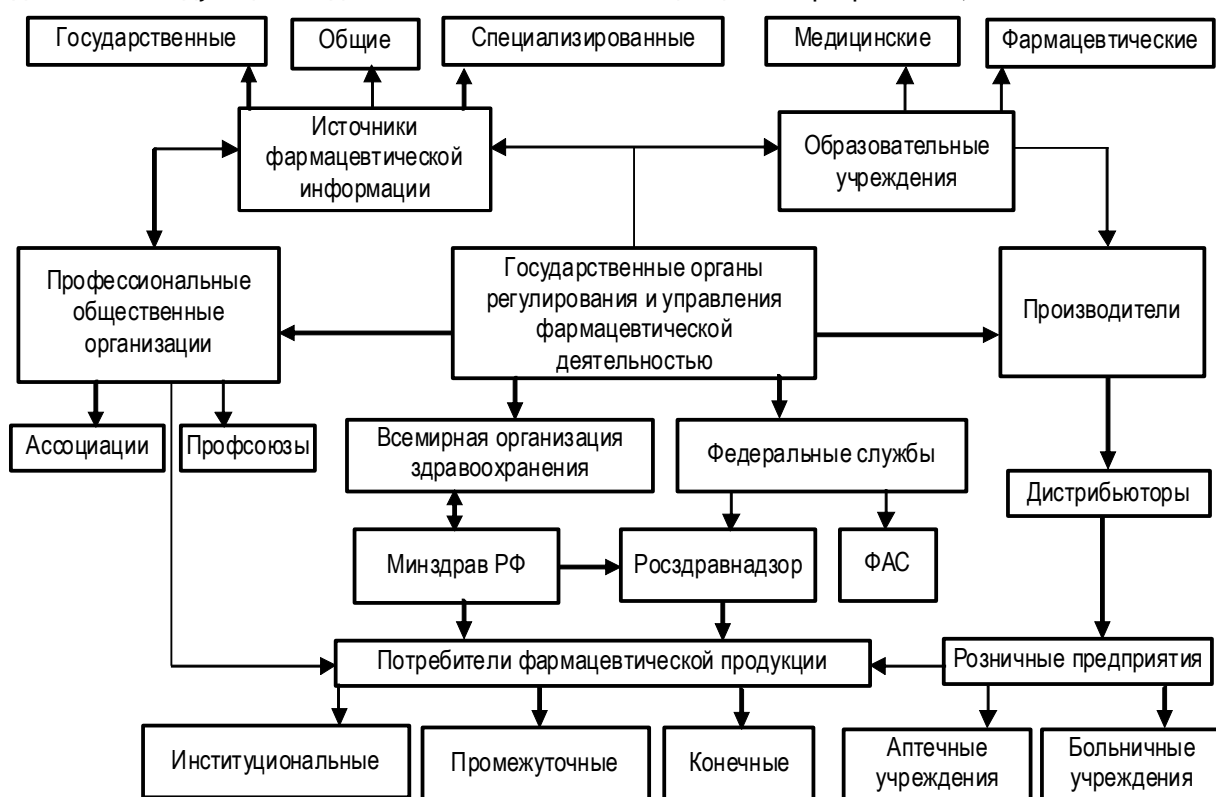 Государственные
Общие
Специализированные
Медицинские
Фармацевтические
Источники
фармацевтической
информации
Образовательные
учреждения
Профессиональные
общественные
организации
Государственные органы
регулирования и управления
фармацевтической
деятельностью
Производители
Ассоциации
Профсоюзы
Всемирная организация
здравоохранения
Федеральные службы
Дистрибьюторы
Минздрав РФ
Росздравнадзор
ФАС
Потребители фармацевтической продукции
Розничные предприятия
Институциональные
Промежуточные
Конечные
Аптечные
учреждения
Больничные
учреждения